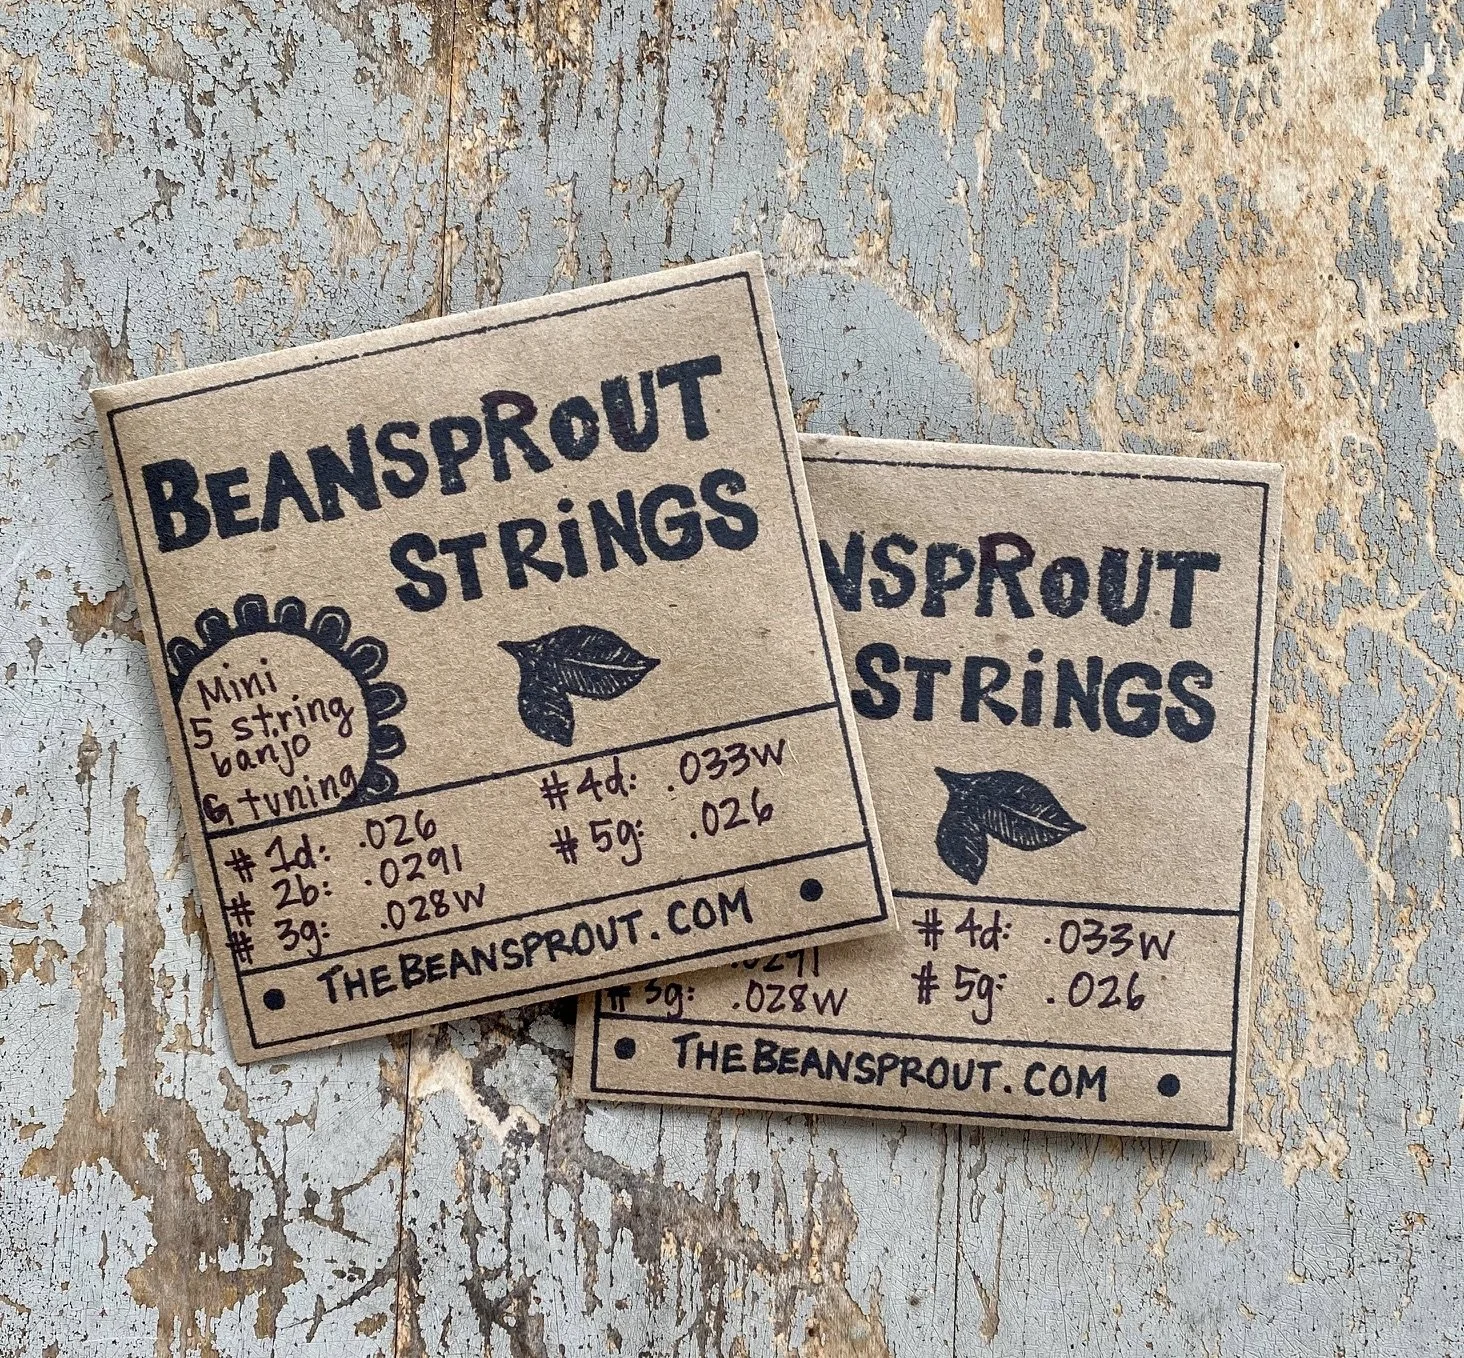 BEANSPROUT
STRiNGS
Mini
5 string
banjo
G tuning
#1d: .026
#2b: .0291
#3g: .028W
#4d: .033W
#5g: .026
THEBEANSPROUT.COM
NSPROUT
STRiNGS
.0291
#3g: .028W
#4d: .033W
#5g: .026
THEBEANSPROUT.COM